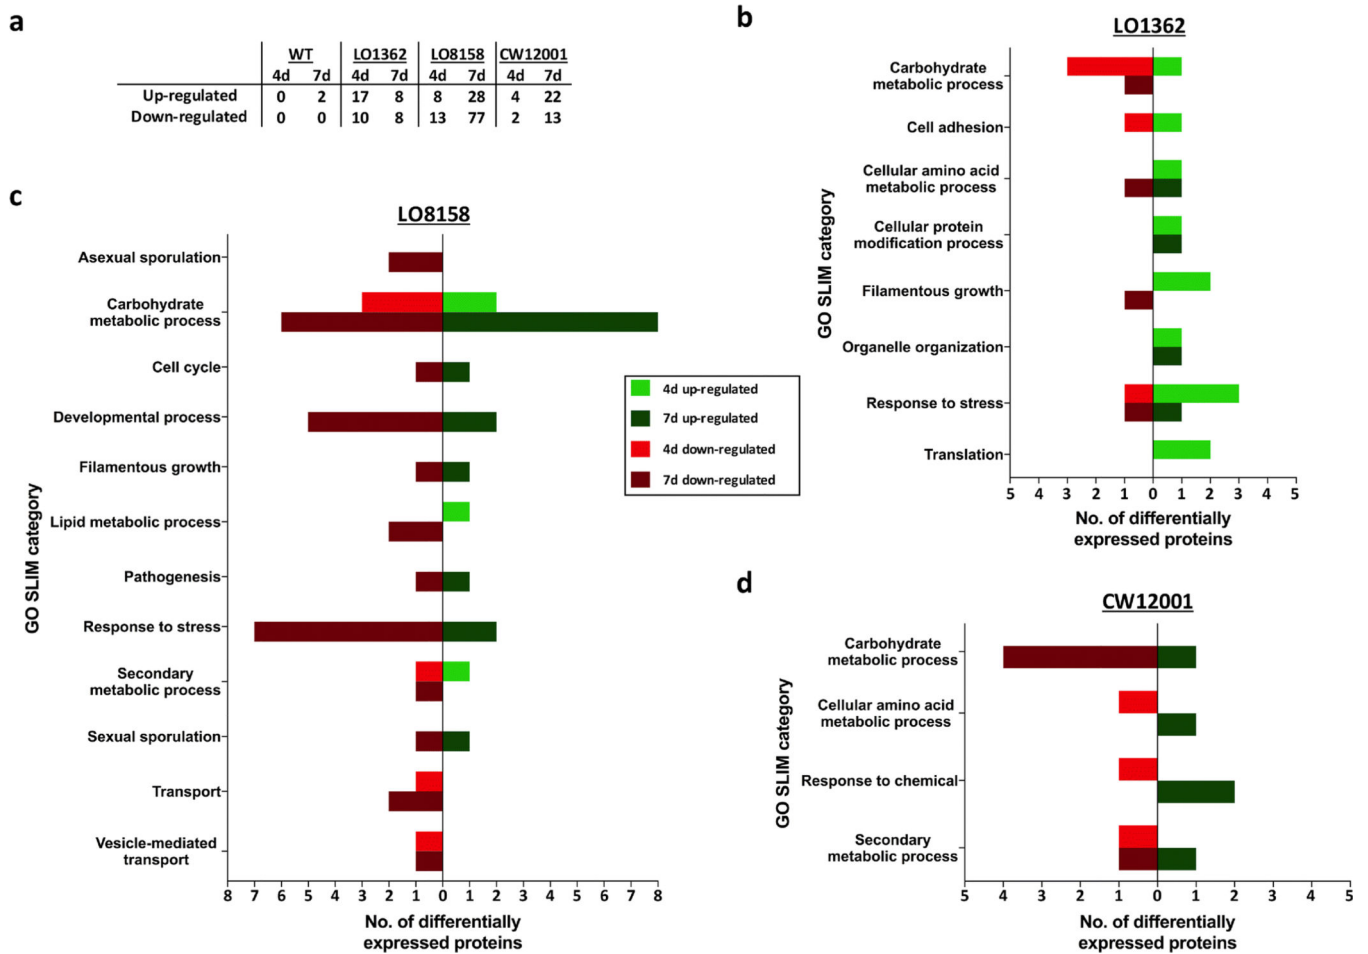 a
WT LO1362 LO8158 CW12001
4d 7d 4d 7d 4d 7d 4d 7d
Up-regulated 0 2 17 8 8 28 4 22
Down-regulated 0 0 10 8 13 77 2 13
b
LO1362
GO SLIM category
Carbohydrate
metabolic process
Cell adhesion
Cellular amino acid
metabolic process
Cellular protein
modification process
Filamentous growth
Organelle organization
Response to stress
Translation
5 4 3 2 1 0 1 2 3 4 5
No. of differentially
expressed proteins
c
LO8158
GO SLIM category
Asexual sporulation
Carbohydrate
metabolic process
Cell cycle
Developmental process
Filamentous growth
Lipid metabolic process
Pathogenesis
Response to stress
Secondary
metabolic process
Sexual sporulation
Transport
Vesicle-mediated
transport
8 7 6 5 4 3 2 1 0 1 2 3 4 5 6 7 8
No. of differentially
expressed proteins
4d up-regulated
7d up-regulated
4d down-regulated
7d down-regulated
d
CW12001
GO SLIM category
Carbohydrate
metabolic process
Cellular amino acid
metabolic process
Response to chemical
Secondary
metabolic process
5 4 3 2 1 0 1 2 3 4 5
No. of differentially
expressed proteins